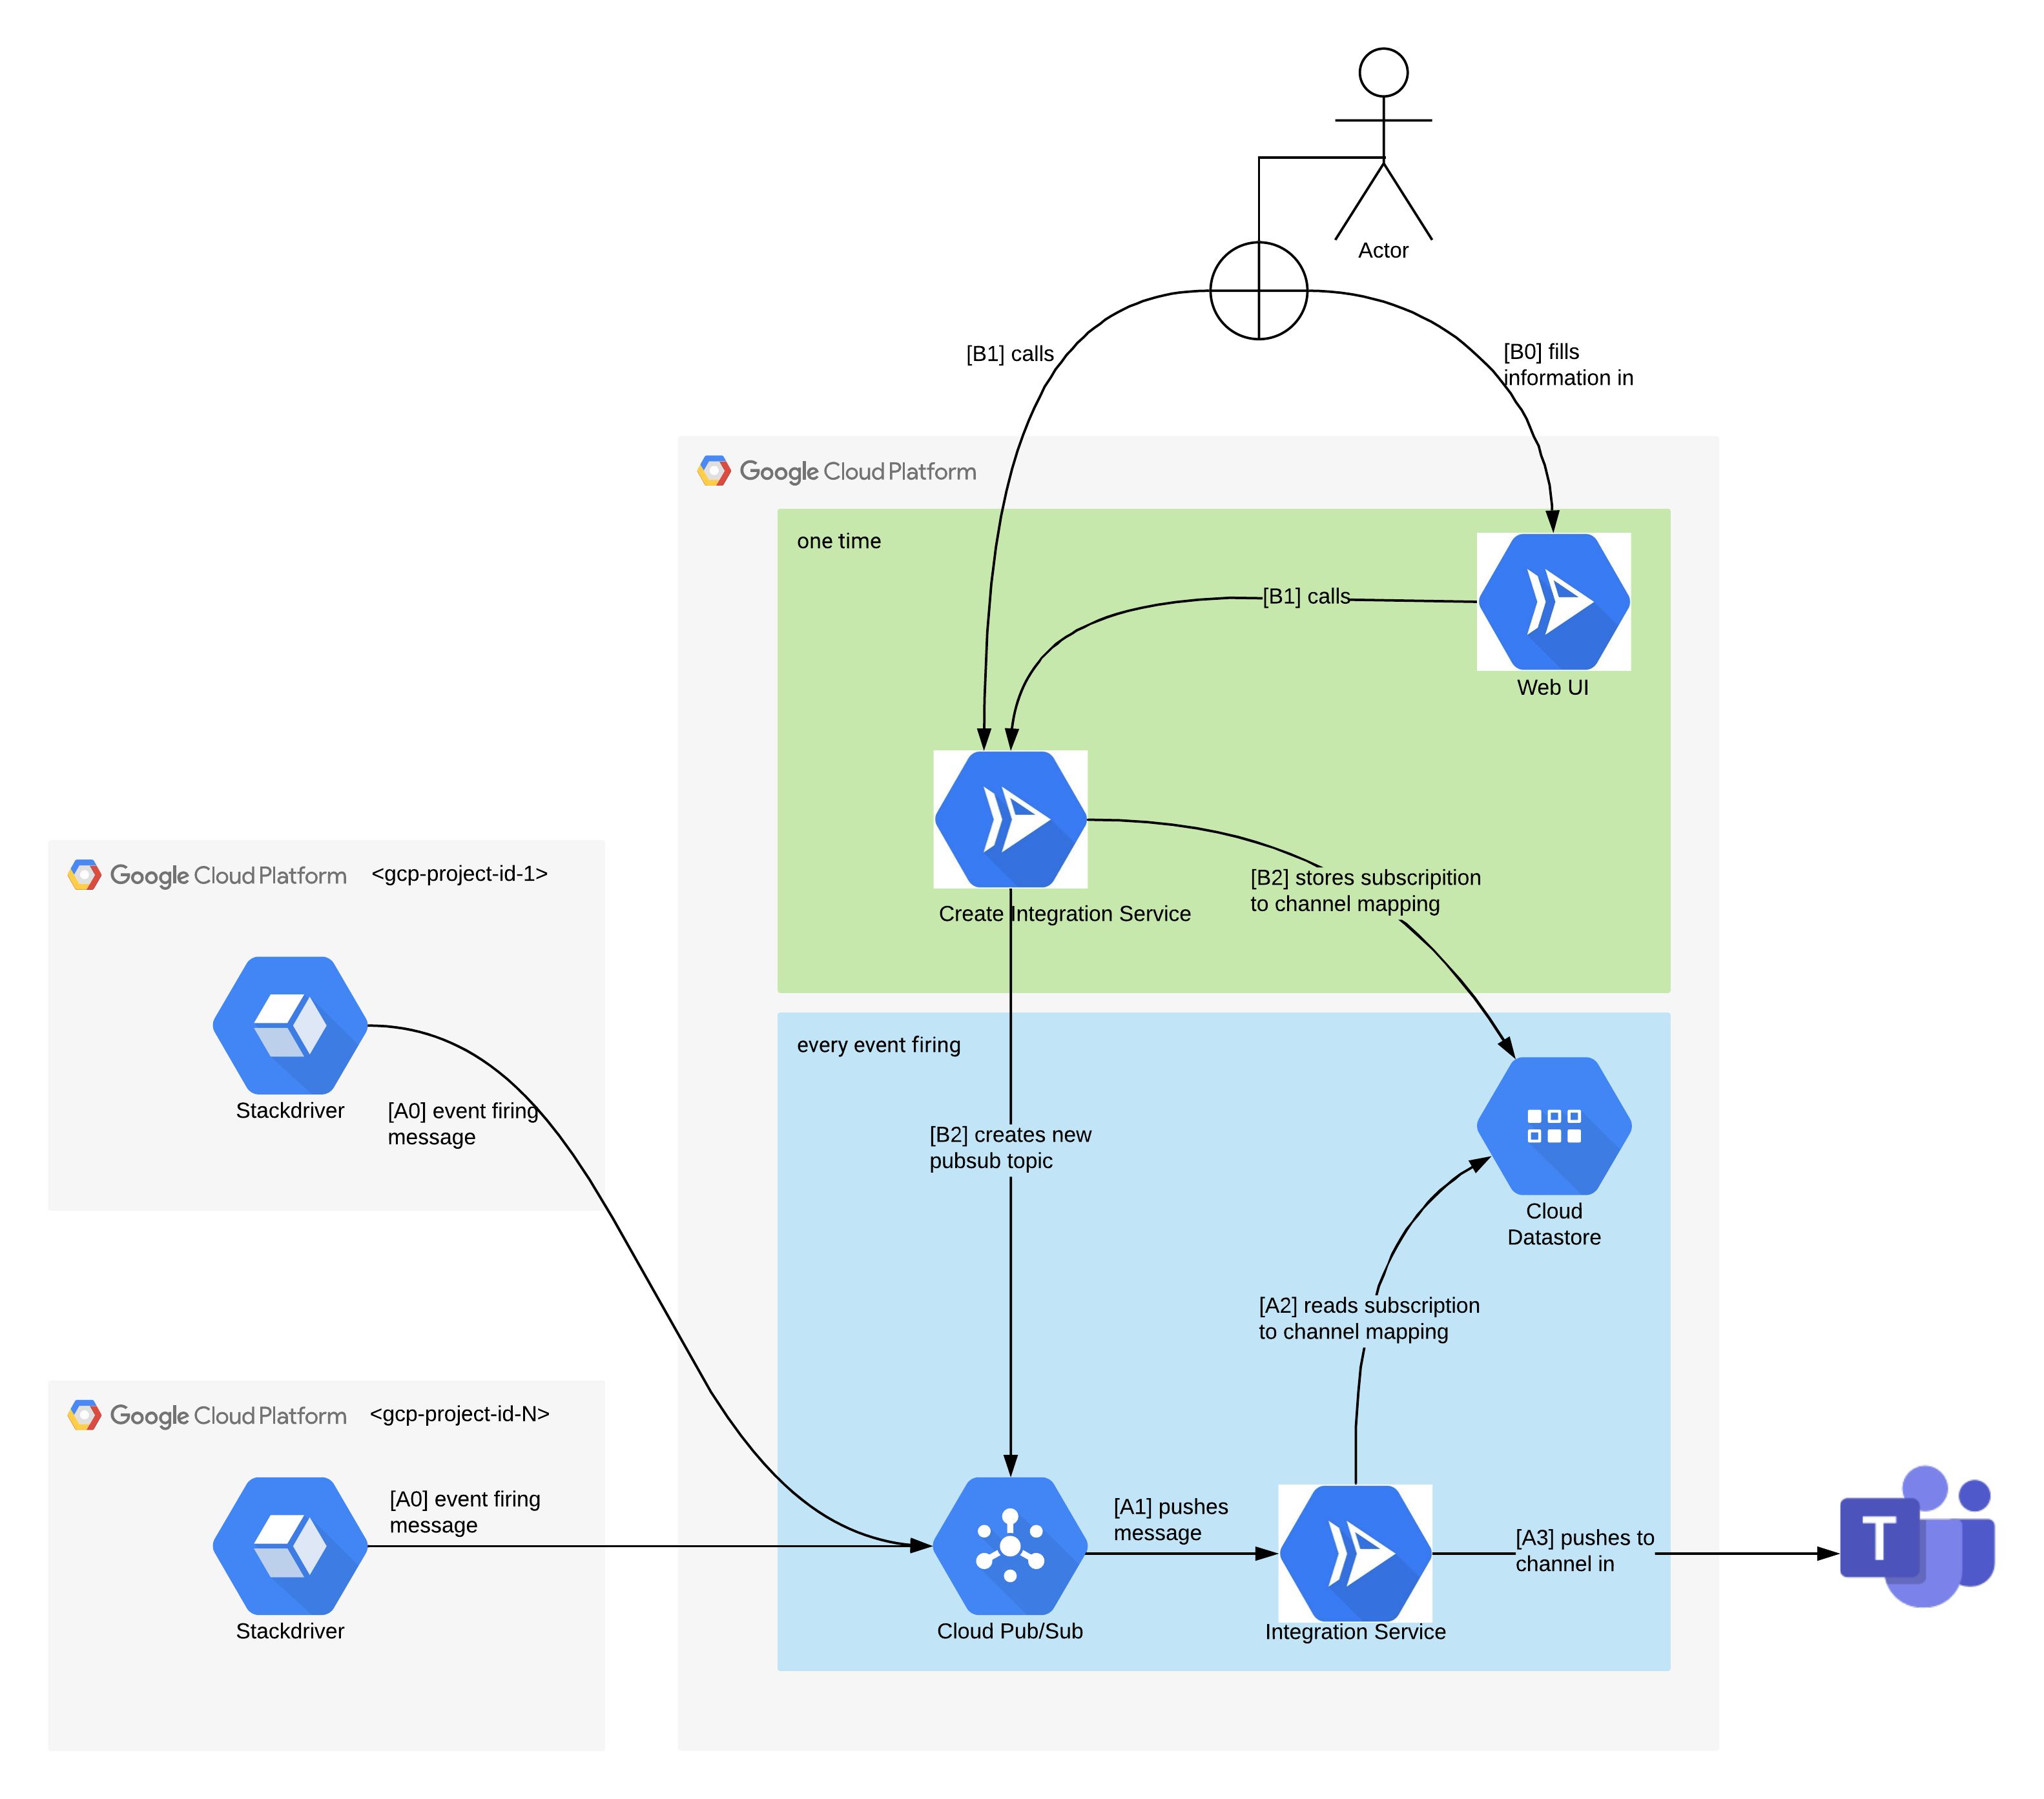 Actor
[B1] calls
[B0] fills
information in
Google Cloud Platform
one time
[B1] calls
Web UI
Create Integration Service
[B2] stores subscripition
to channel mapping
Google Cloud Platform <gcp-project-id-1>
Stackdriver
[A0] event firing
message
every event firing
[B2] creates new
pubsub topic
Cloud
Datastore
[A2] reads subscription
to channel mapping
Google Cloud Platform <gcp-project-id-N>
[A0] event firing
message
Stackdriver
Cloud Pub/Sub
[A1] pushes
message
Integration Service
[A3] pushes to
channel in
T